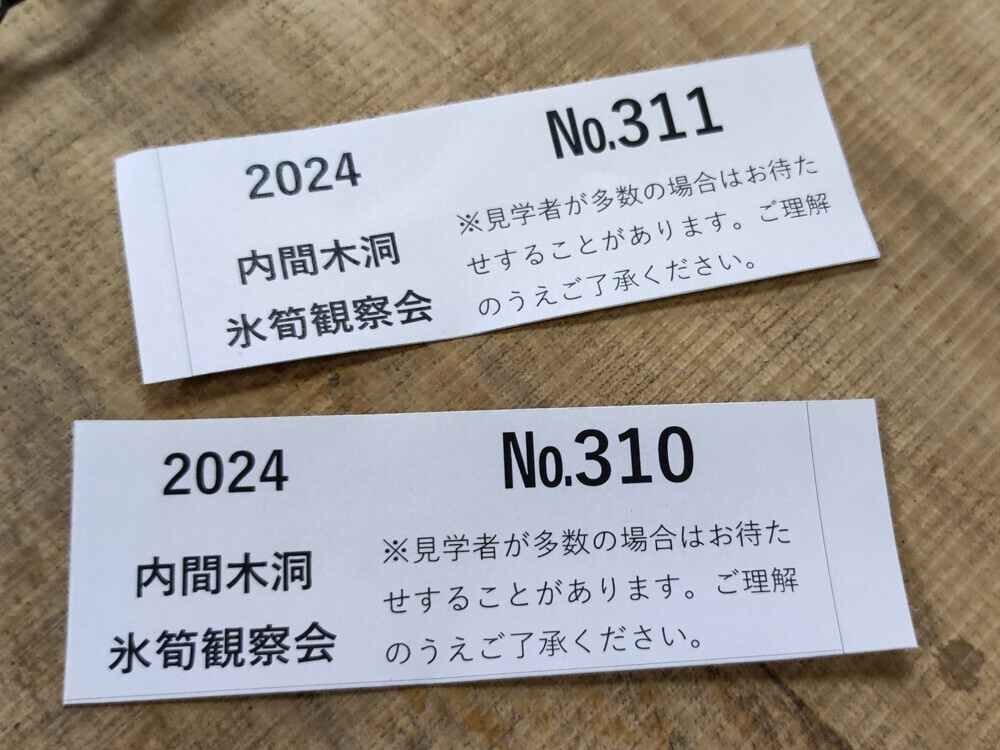 2024
内間木洞
氷筍観察会
№311
※見学者が多数の場合はお待た
せすることがあります。ご理解
のうえご了承ください。
2024
内間木洞
氷筍観察会
№310
※見学者が多数の場合はお待た
せすることがあります。ご理解
のうえご了承ください。